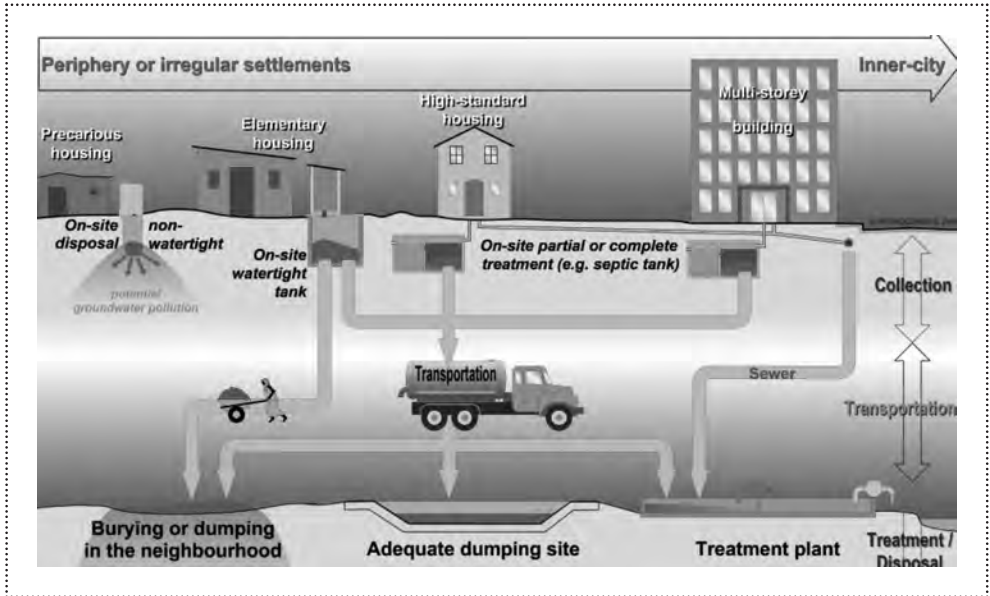 Periphery or irregular settlements
Inner-city
High-standard
housing
Multi-storey
building
Elementary
housing
Precarious
housing
On-site
disposal
non-
watertight
On-site
watertight
tank
On-site partial or complete
treatment (e.g. septic tank)
potential
groundwater pollution
Collection
Transportation
Sewer
Transportation
Burying or dumping
in the neighbourhood
Adequate dumping site
Treatment plant
Treatment /
Disposal